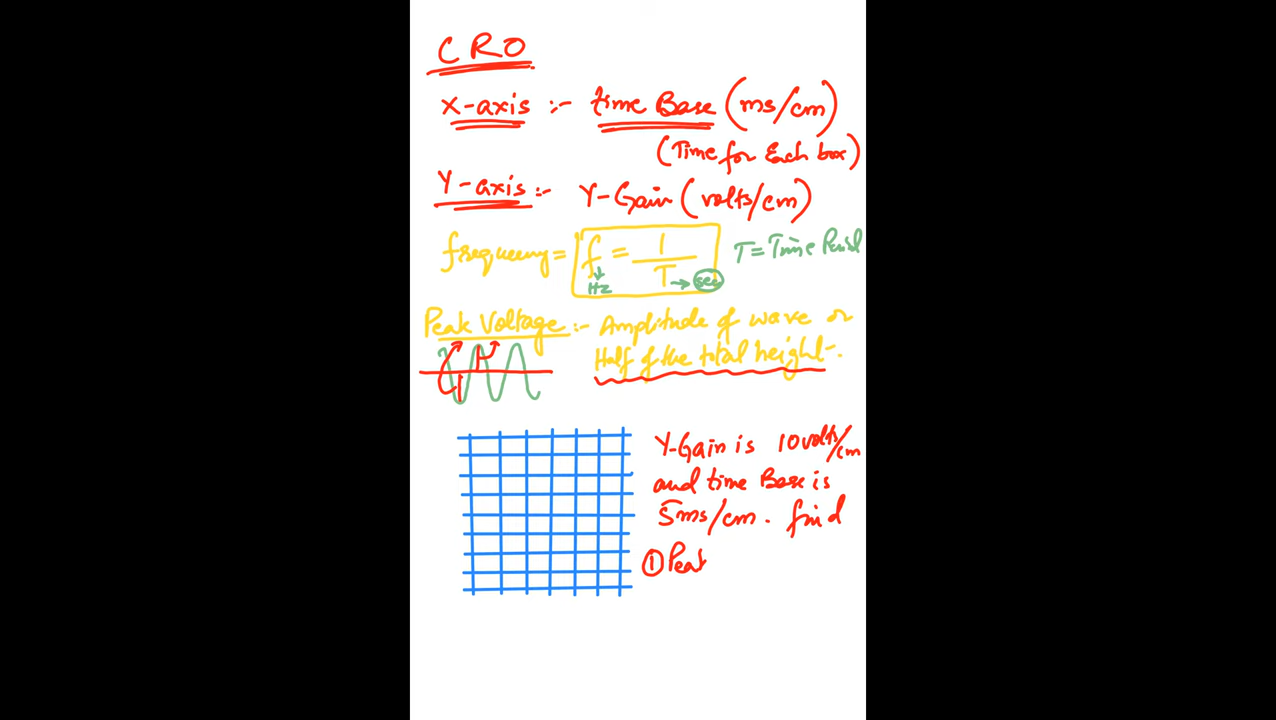 CRO
X-axis :- time Base (ms/cm)
(Time for Each box)
Y-axis :- Y-Gain (volts/cm)
frequency = f = 1/T T = Time Period
Hz sec
Peak Voltage :- Amplitude of wave or
Half of the total height.
Y-Gain is 10 volts/cm
and time Base is
5ms/cm. find
① Peak